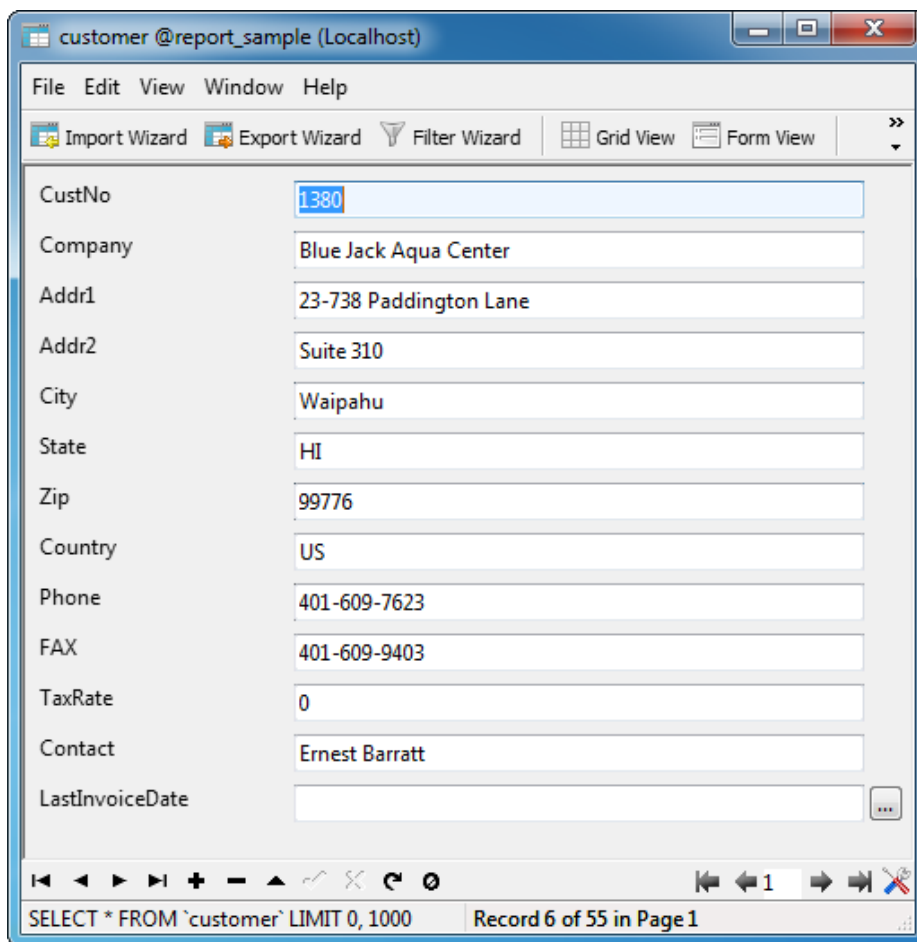 customer @report_sample (Localhost)
File Edit View Window Help
Import Wizard Export Wizard Filter Wizard Grid View Form View
CustNo 1380
Company Blue Jack Aqua Center
Addr1 23-738 Paddington Lane
Addr2 Suite 310
City Waipahu
State HI
Zip 99776
Country US
Phone 401-609-7623
FAX 401-609-9403
TaxRate 0
Contact Ernest Barratt
LastInvoiceDate ...
1
SELECT * FROM `customer` LIMIT 0, 1000 Record 6 of 55 in Page 1